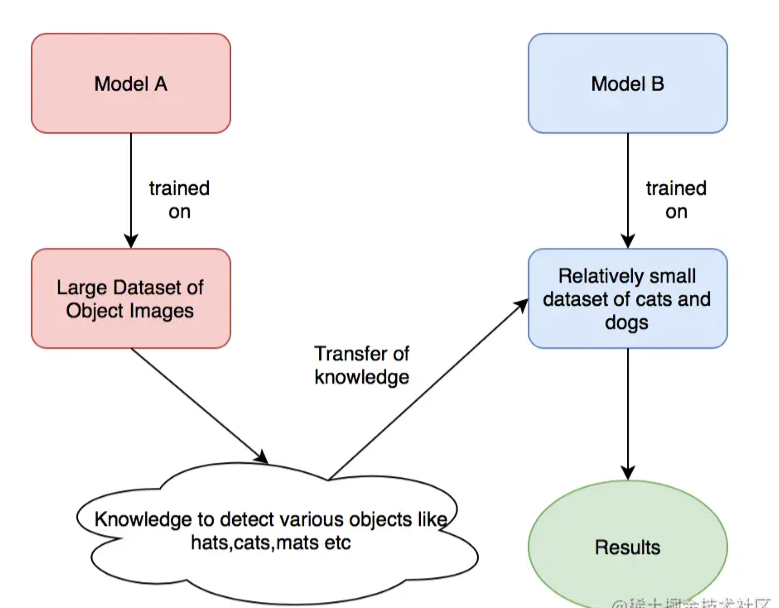 Model A
Model B
trained
on
trained
on
Large Dataset of
Object Images
Relatively small
dataset of cats and
dogs
Transfer of
knowledge
Knowledge to detect various objects like
hats,cats,mats etc
Results
@稀土掘金技术社区